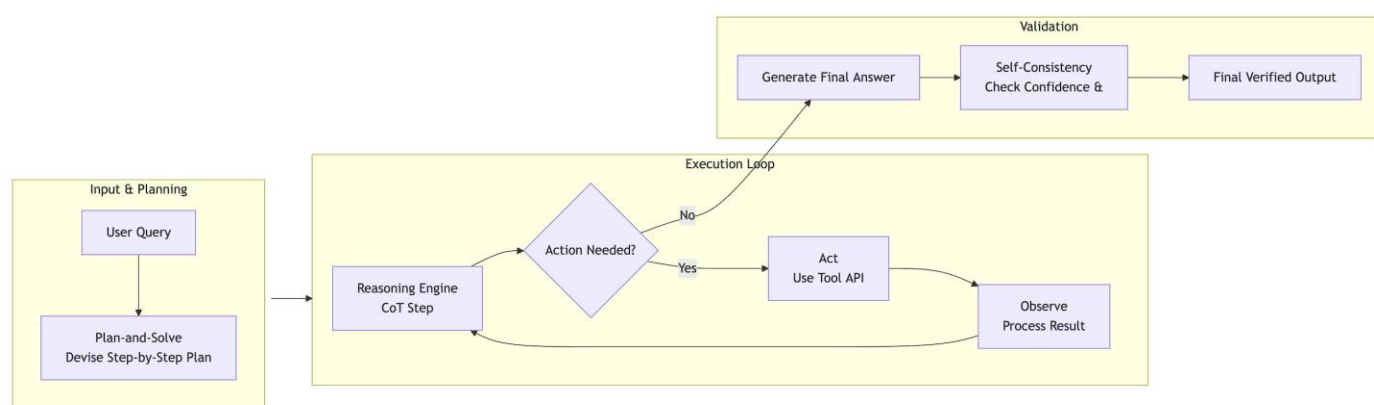 Input & Planning
User Query
Plan-and-Solve
Devise Step-by-Step Plan
Execution Loop
Reasoning Engine
CoT Step
Action Needed?
No
Yes
Act
Use Tool API
Observe
Process Result
Validation
Generate Final Answer
Self-Consistency
Check Confidence &
Final Verified Output